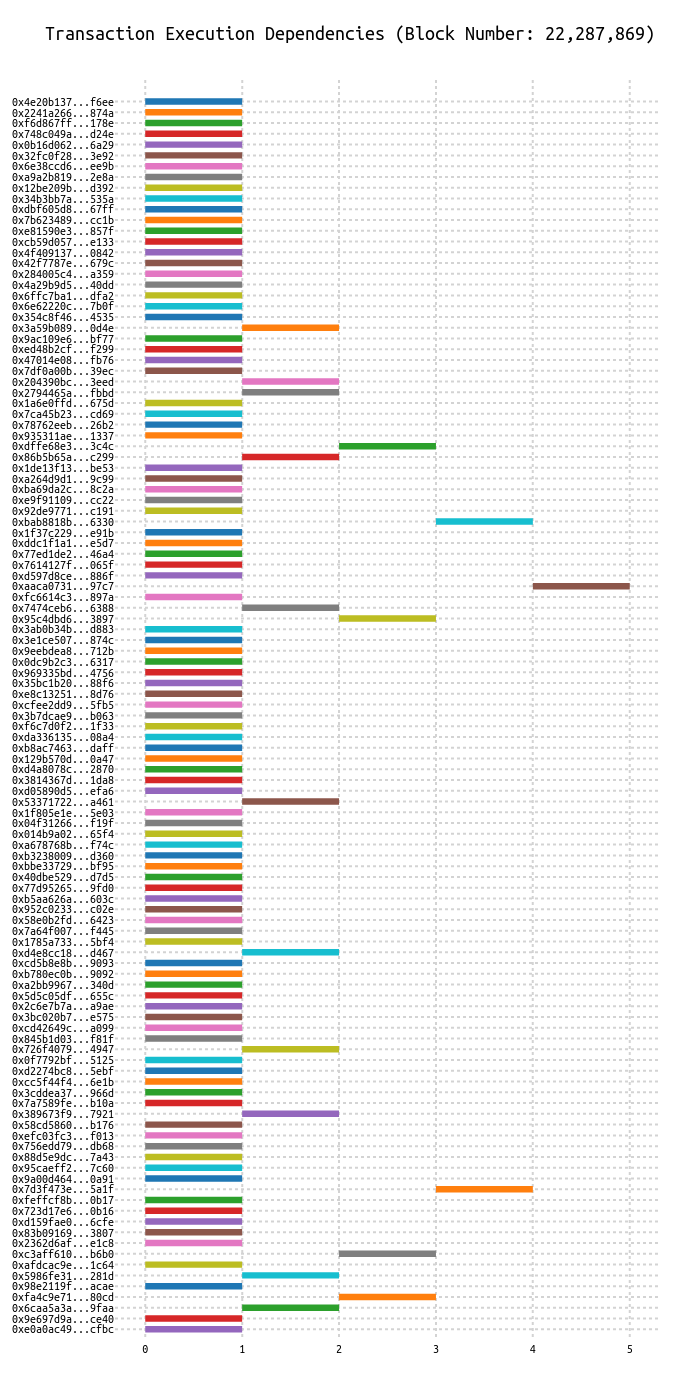 Transaction Execution Dependencies (Block Number: 22,287,869)
0x4e20b137...f6ee
0x2241a266...874a
0xf6d867ff...178e
0x748c049a...d24e
0x0b16d062...6a29
0x32fc0f28...3e92
0x6e38ccd6...ee9b
0xa9a2b819...2e8a
0x12be209b...d392
0x34b3bb7a...535a
0xdbf605d8...67ff
0x7b623489...cc1b
0xe81590e3...857f
0xcb59d057...e133
0x4f409137...0842
0x42f7787e...679c
0x284005c4...a359
0x4a29b9d5...40dd
0x6ffc7ba1...dfa2
0x6e62220c...7b0f
0x354c8f46...4535
0x3a59b089...0d4e
0x9ac109e6...bf77
0xed48b2cf...f299
0x47014e08...fb76
0x7df0a00b...39ec
0x204390bc...3eed
0x2794465a...fbbd
0x1a6e0ffd...675d
0x7ca45b23...cd69
0x78762eeb...26b2
0x935311ae...1337
0xdffe68e3...3c4c
0x86b5b65a...c299
0x1de13f13...be53
0xa264d9d1...9c99
0xba69da2c...8c2a
0xe9f91109...cc22
0x92de9771...c191
0xbab8818b...6330
0x1f37c229...e91b
0xddc1f1a1...e5d7
0x77ed1de2...46a4
0x7614127f...065f
0xd597d8ce...886f
0xaaca0731...97c7
0xfc6614c3...897a
0x7474ceb6...6388
0x95c4dbd6...3897
0x3ab0b34b...d883
0x3e1ce507...874c
0x9eebdea8...712b
0x0dc9b2c3...6317
0x969335bd...4756
0x35bc1b20...88f6
0xe8c13251...8d76
0xcfee2dd9...5fb5
0x3b7dcae9...b063
0xf6c7d0f2...1f33
0xda336135...08a4
0xb8ac7463...daff
0x129b570d...0a47
0xd4a8078c...2870
0x3814367d...1da8
0xd05890d5...efa6
0x53371722...a461
0x1f805e1e...5e03
0x04f31266...f19f
0x014b9a02...65f4
0xa678768b...f74c
0xb3238009...d360
0xbbe33729...bf95
0x40dbe529...d7d5
0x77d95265...9fd0
0xb5aa626a...603c
0x952c0233...c02e
0x58e0b2fd...6423
0x7a64f007...f445
0x1785a733...5bf4
0xd4e8cc18...d467
0xcd5b8e8b...9093
0xb780ec0b...9092
0xa2bb9967...340d
0x5d5c05df...655c
0x2c6e7b7a...a9ae
0x3bc020b7...e575
0xcd42649c...a099
0x845b1d03...f81f
0x726f4079...4947
0x0f7792bf...5125
0xd2274bc8...5ebf
0xcc5f44f4...6e1b
0x3cddea37...966d
0x7a7589fe...b10a
0x389673f9...7921
0x58cd5860...b176
0xefc03fc3...f013
0x756edd79...db68
0x88d5e9dc...7a43
0x95caeff2...7c60
0x9a00d464...0a91
0x7d3f473e...5a1f
0xfeffcf8b...0b17
0x723d17e6...0b16
0xd159fae0...6cfe
0x83b09169...3807
0x2362d6af...e1c8
0xc3aff610...b6b0
0xafdcac9e...1c64
0x5986fe31...281d
0x98e2119f...acae
0xfa4c9e71...80cd
0x6caa5a3a...9faa
0x9e697d9a...ce40
0xe0a0ac49...cfbc
0 1 2 3 4 5